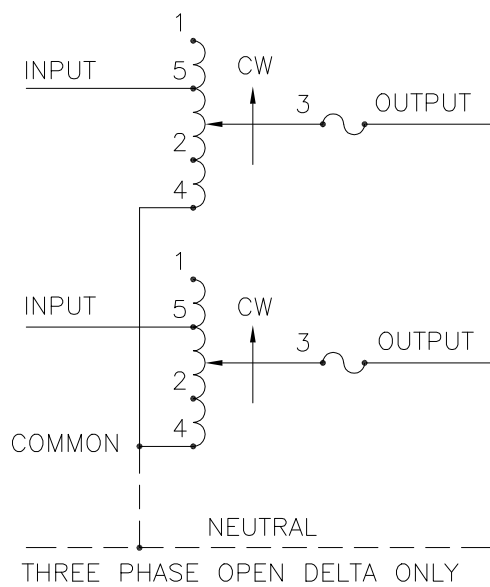 1
INPUT
5
CW
3
OUTPUT
2
4
1
INPUT
5
CW
3
OUTPUT
2
4
COMMON
NEUTRAL
THREE PHASE OPEN DELTA ONLY